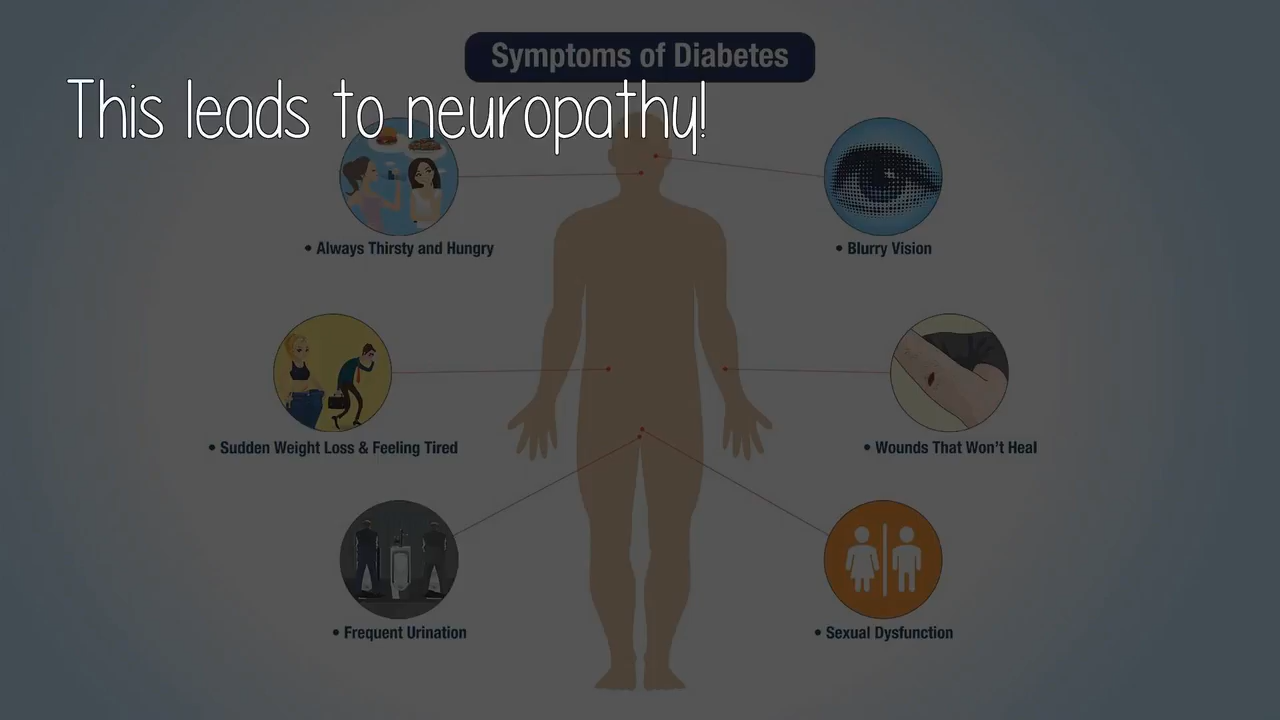 Symptoms of Diabetes
This leads to neuropathy!
• Always Thirsty and Hungry
• Blurry Vision
• Sudden Weight Loss & Feeling Tired
• Wounds That Won't Heal
• Frequent Urination
• Sexual Dysfunction